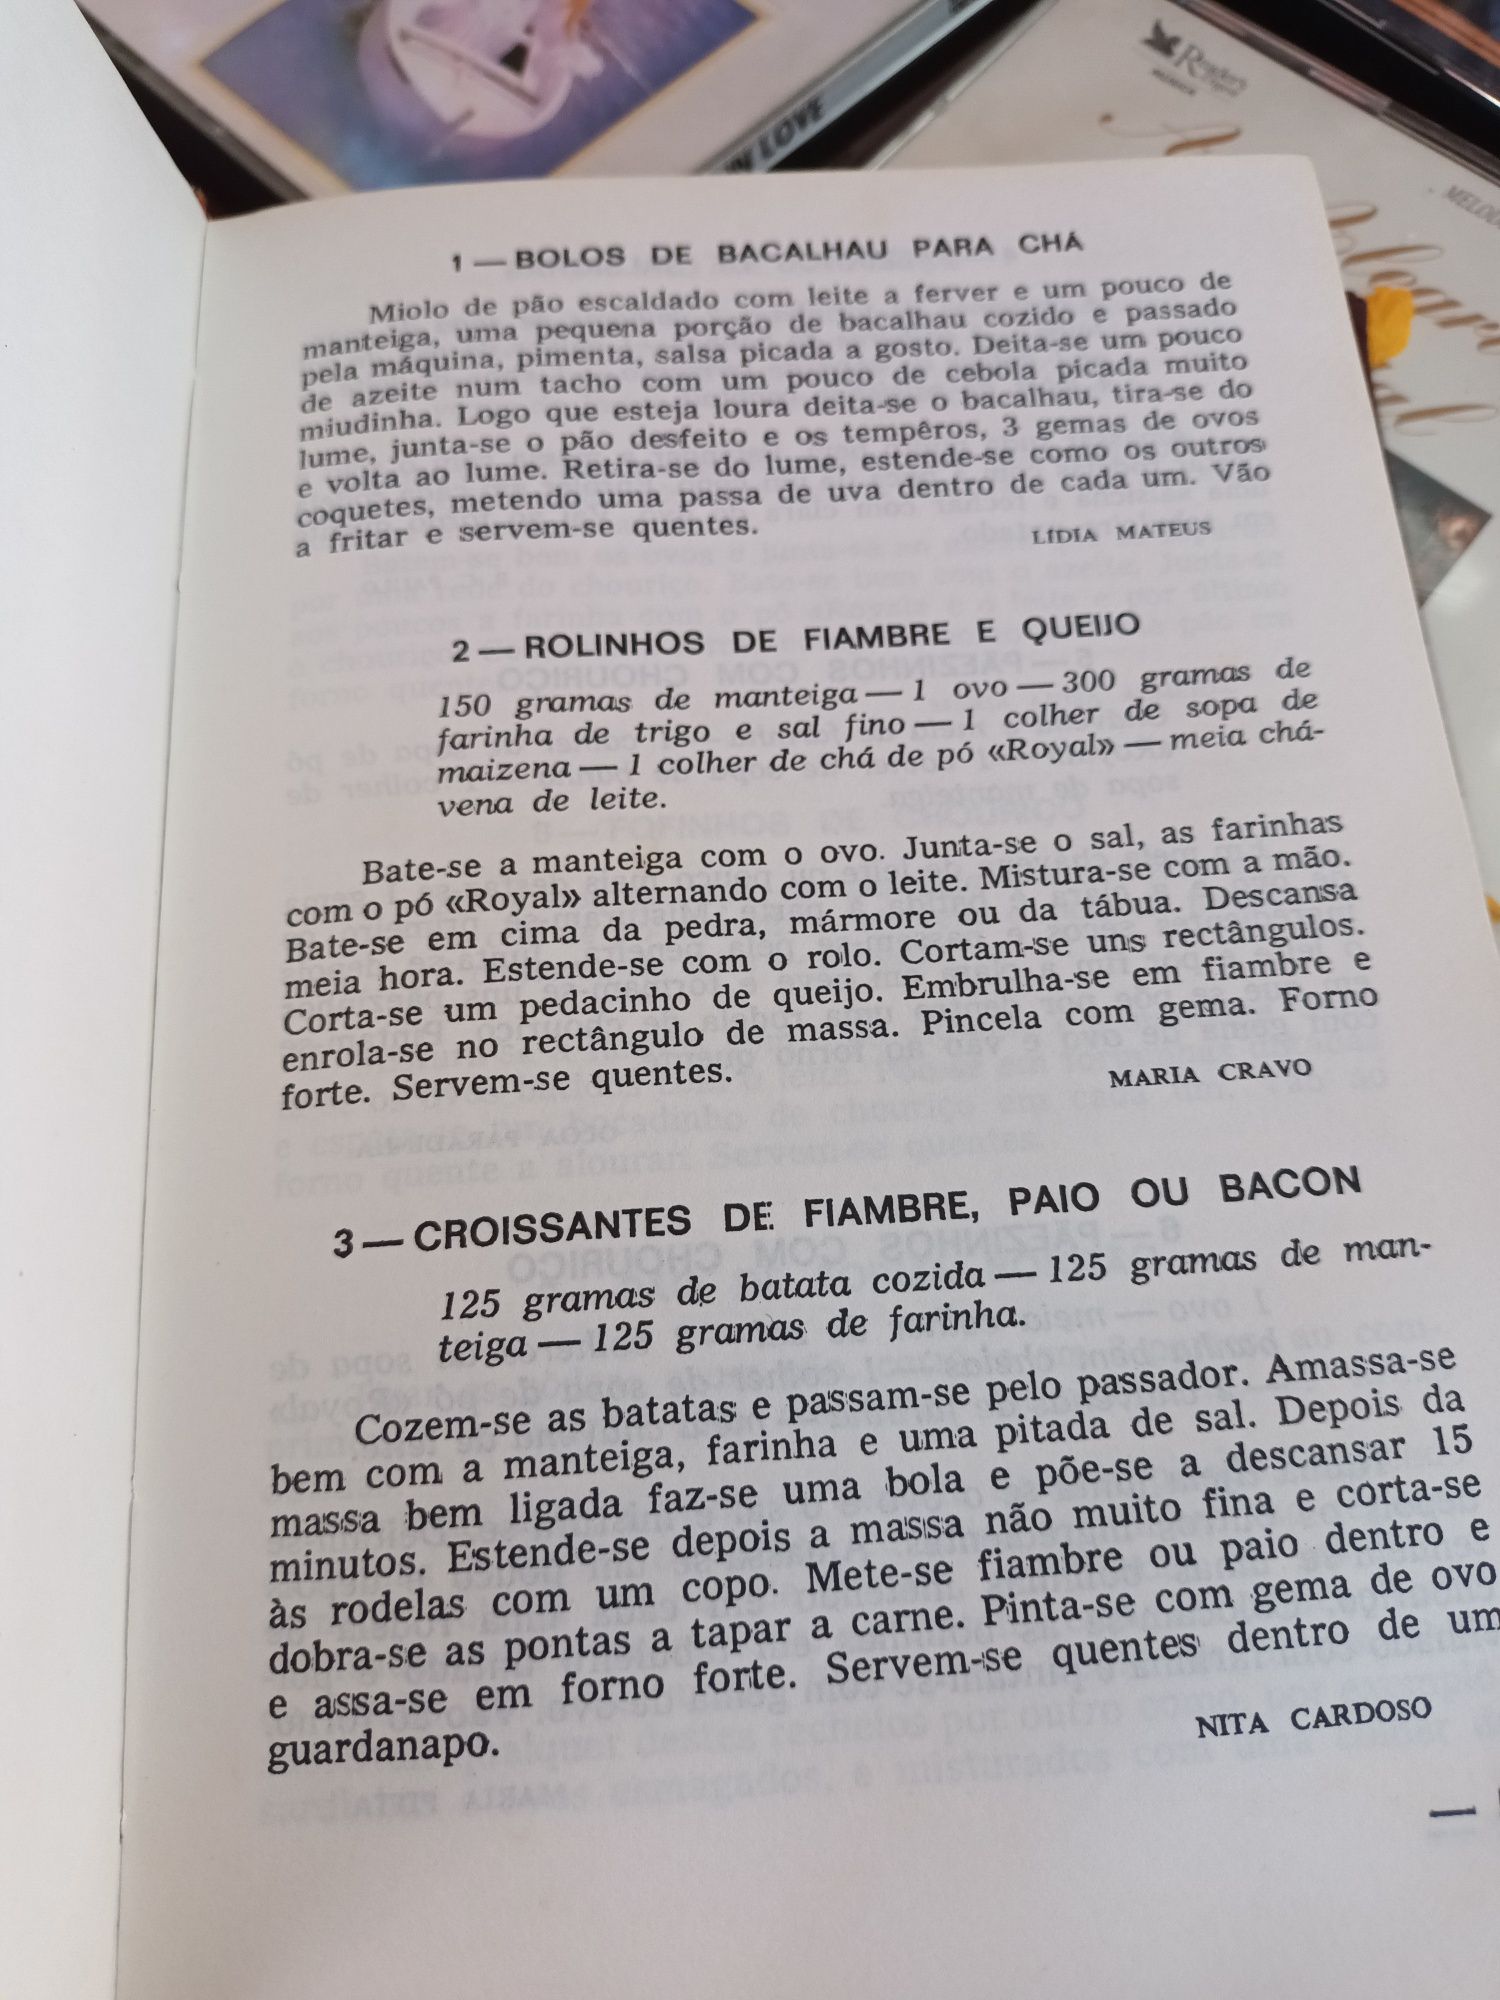 IN LOVE
Reader's
Digest
MÚSICA
MELOD
1 — BOLOS DE BACALHAU PARA CHÁ
Miolo de pão escaldado com leite a ferver e um pouco de
manteiga, uma pequena porção de bacalhau cozido e passado
pela máquina, pimenta, salsa picada a gosto. Deita-se um pouco
de azeite num tacho com um pouco de cebola picada muito
miudinha. Logo que esteja loura deita-se o bacalhau, tira-se do
lume, junta-se o pão desfeito e os tempêros, 3 gemas de ovos
e volta ao lume. Retira-se do lume, estende-se como os outros
coquetes, metendo uma passa de uva dentro de cada um. Vão
a fritar e servem-se quentes.
LÍDIA MATEUS
2 — ROLINHOS DE FIAMBRE E QUEIJO
150 gramas de manteiga — 1 ovo — 300 gramas de
farinha de trigo e sal fino — 1 colher de sopa de
maizena — 1 colher de chá de pó «Royal» — meia chá-
vena de leite.
Bate-se a manteiga com o ovo. Junta-se o sal, as farinhas
com o pó «Royal» alternando com o leite. Mistura-se com a mão.
Bate-se em cima da pedra, mármore ou da tábua. Descansa
meia hora. Estende-se com o rolo. Cortam-se uns rectângulos.
Corta-se um pedacinho de queijo. Embrulha-se em fiambre e
enrola-se no rectângulo de massa. Pincela com gema. Forno
forte. Servem-se quentes.
MARIA CRAVO
3 — CROISSANTES DE FIAMBRE, PAIO OU BACON
125 gramas de batata cozida — 125 gramas de man-
teiga — 125 gramas de farinha.
Cozem-se as batatas e passam-se pelo passador. Amassa-se
bem com a manteiga, farinha e uma pitada de sal. Depois da
massa bem ligada faz-se uma bola e põe-se a descansar 15
minutos. Estende-se depois a massa não muito fina e corta-se
às rodelas com um copo. Mete-se fiambre ou paio dentro e
dobra-se as pontas a tapar a carne. Pinta-se com gema de ovo
e assa-se em forno forte. Servem-se quentes dentro de um
guardanapo.
NITA CARDOSO
—